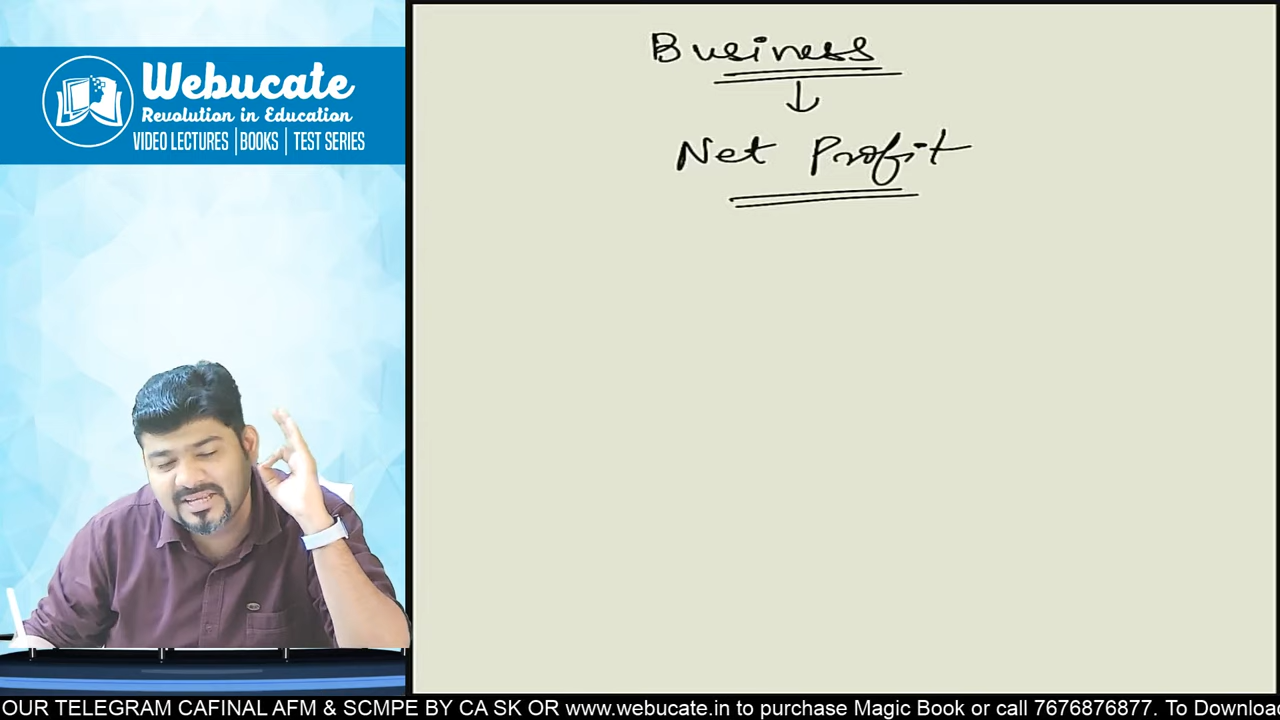 Webucate
Revolution in Education
VIDEO LECTURES | BOOKS | TEST SERIES
Business
↓
Net Profit
OUR TELEGRAM CAFINAL AFM & SCMPE BY CA SK OR www.webucate.in to purchase Magic Book or call 7676876877. To Downloa